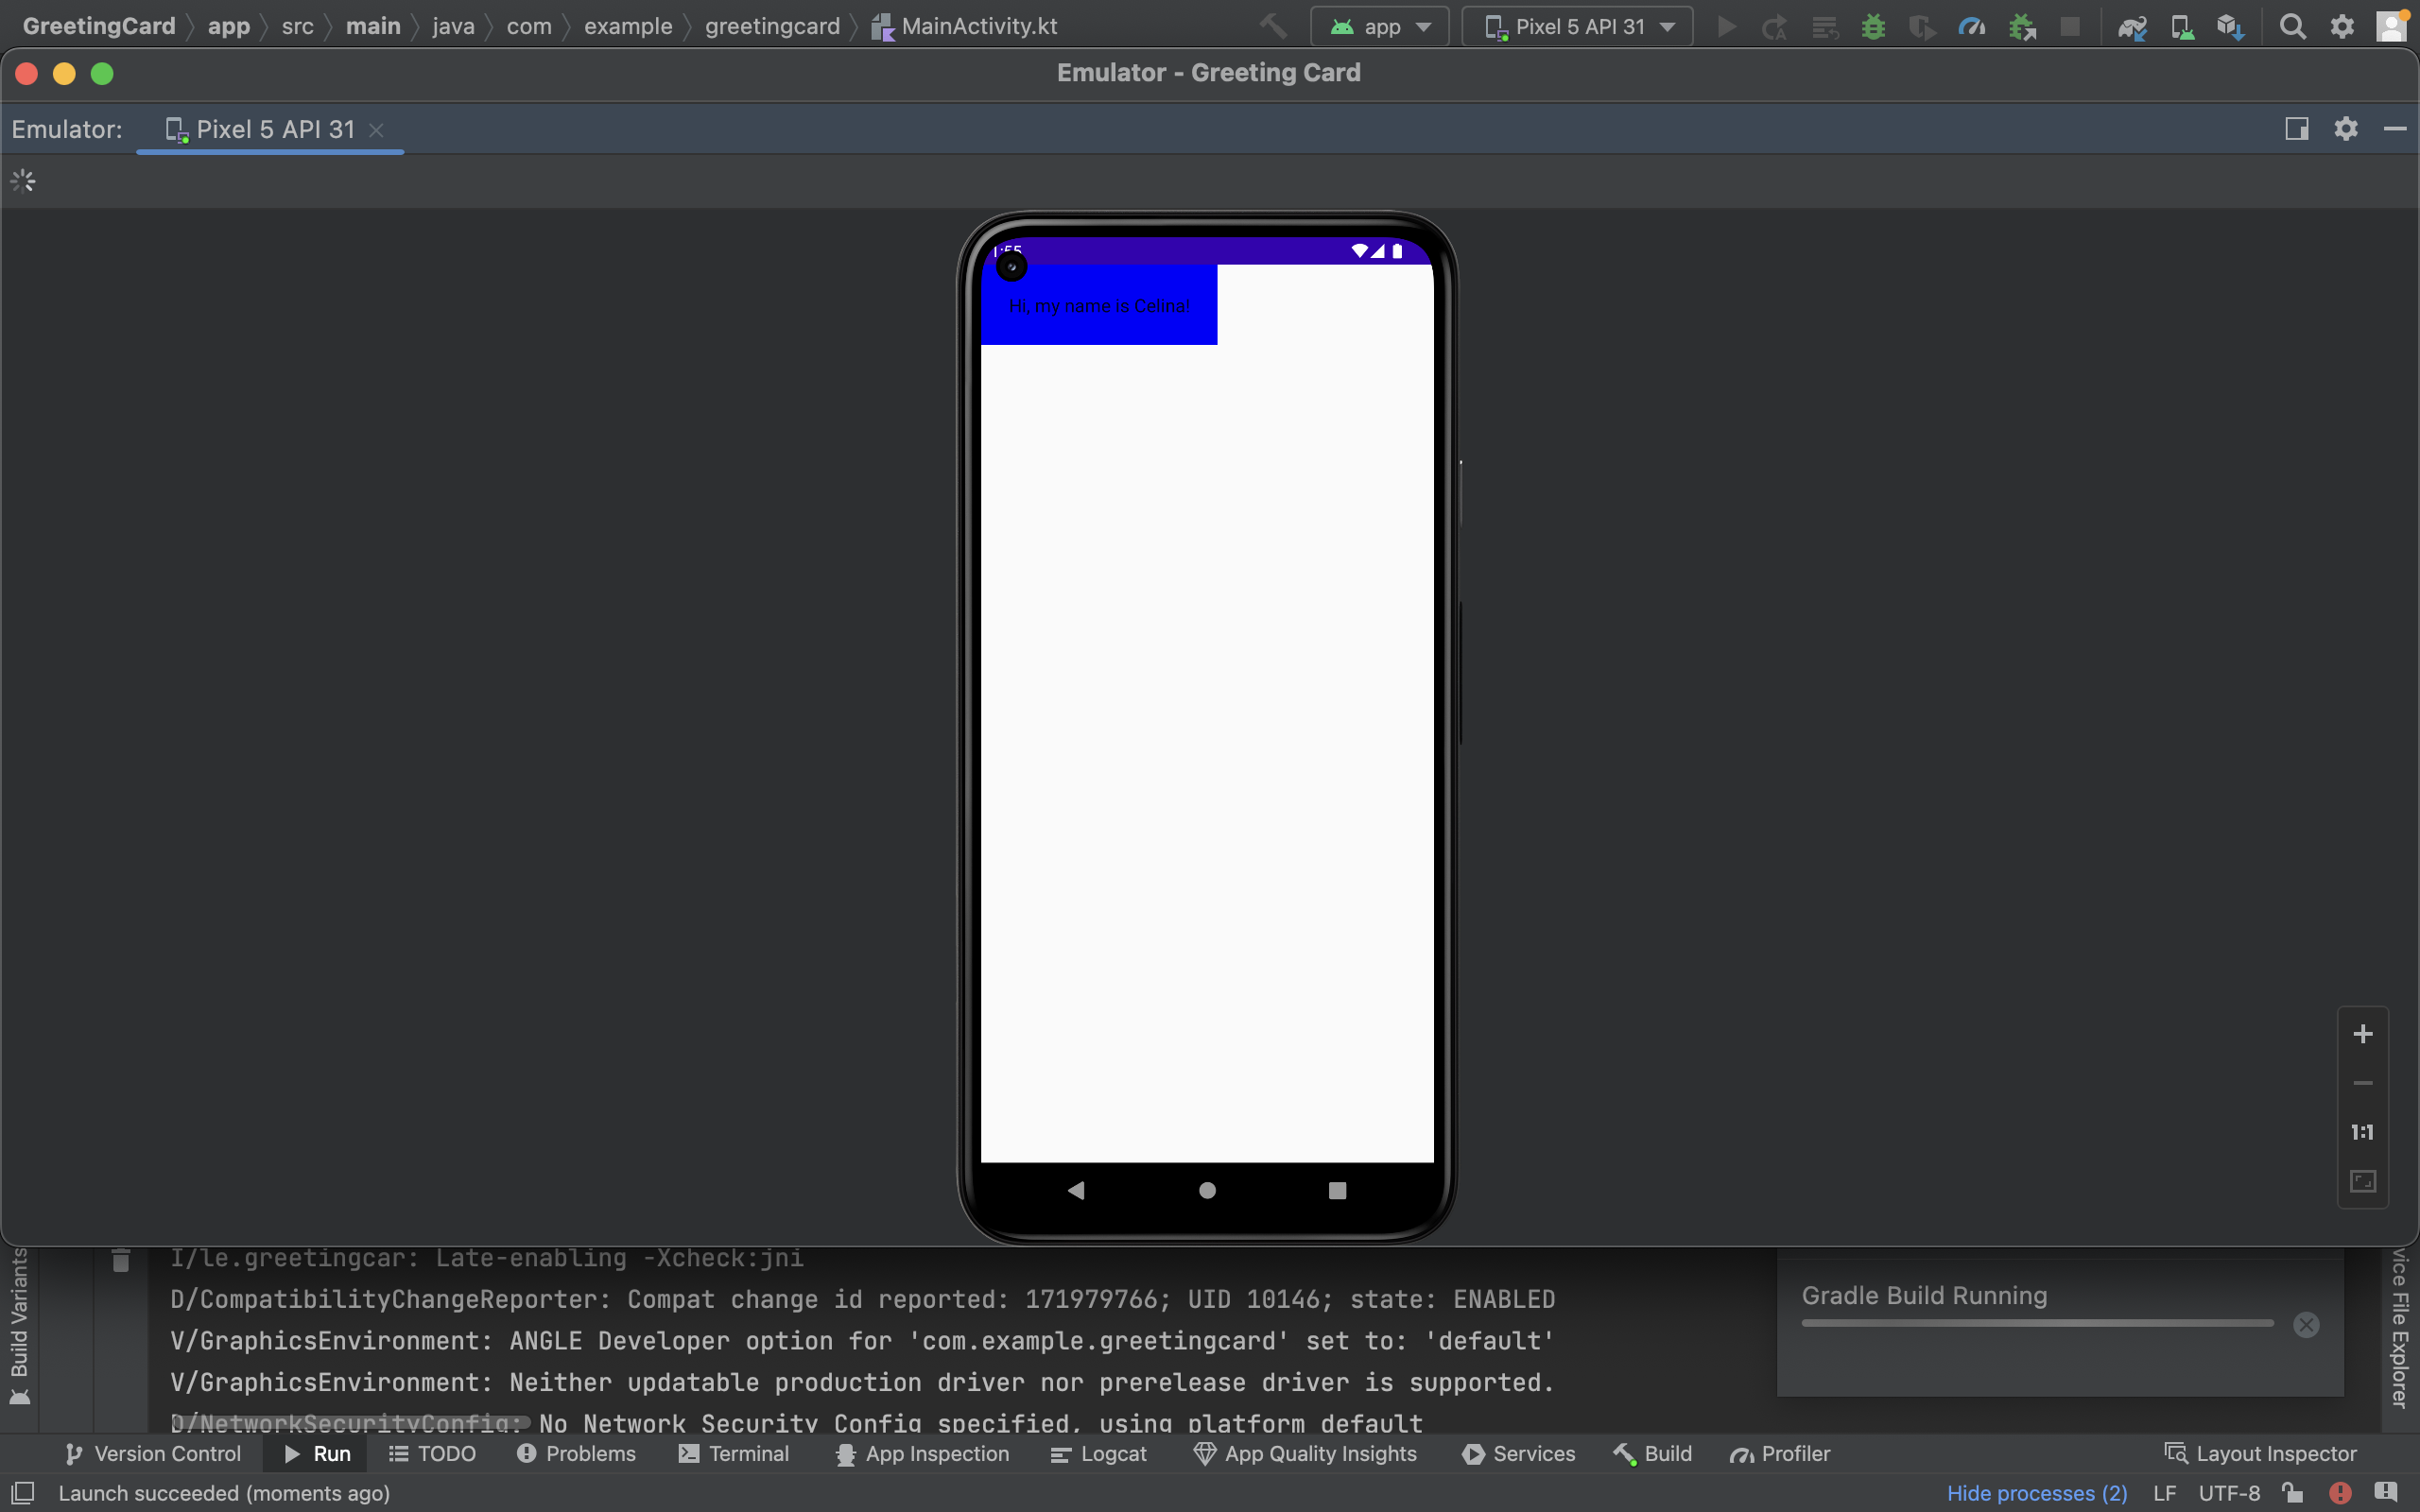 GreetingCard app src main java com example greetingcard MainActivity.kt app Pixel 5 API 31
Emulator - Greeting Card
Emulator: Pixel 5 API 31
1:55
Hi, my name is Celina!
1:1
I/le.greetingcar: Late-enabling -Xcheck:jni
D/CompatibilityChangeReporter: Compat change id reported: 171979766; UID 10146; state: ENABLED
V/GraphicsEnvironment: ANGLE Developer option for 'com.example.greetingcard' set to: 'default'
V/GraphicsEnvironment: Neither updatable production driver nor prerelease driver is supported.
D/NetworkSecurityConfig: No Network Security Config specified, using platform default
Build Variants
Gradle Build Running
vice File Explorer
Version Control Run TODO Problems Terminal App Inspection Logcat App Quality Insights Services Build Profiler Layout Inspector
Launch succeeded (moments ago) Hide processes (2) LF UTF-8